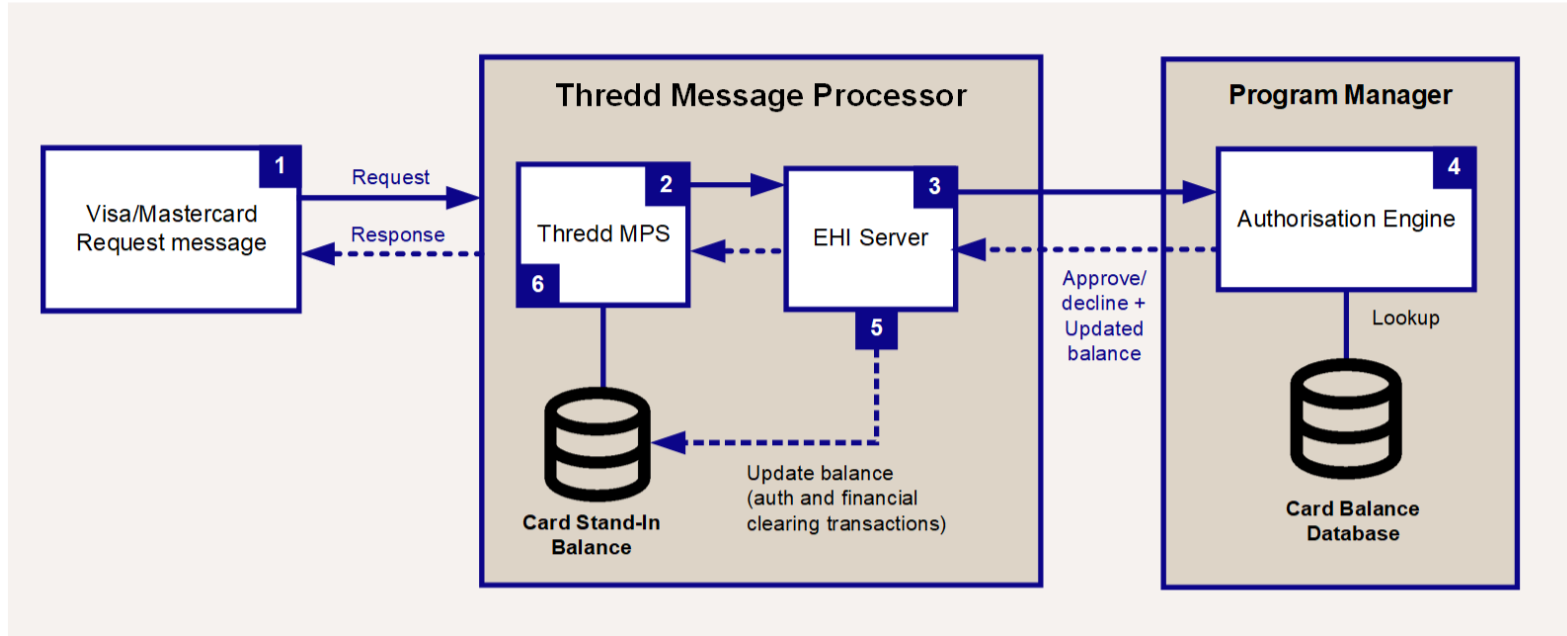 Thredd Message Processor
Program Manager
1
Visa/Mastercard
Request message
Request
Response
2
Thredd MPS
6
3
EHI Server
5
4
Authorisation Engine
Approve/
decline +
Updated
balance
Lookup
Update balance
(auth and financial
clearing transactions)
Card Stand-In
Balance
Card Balance
Database